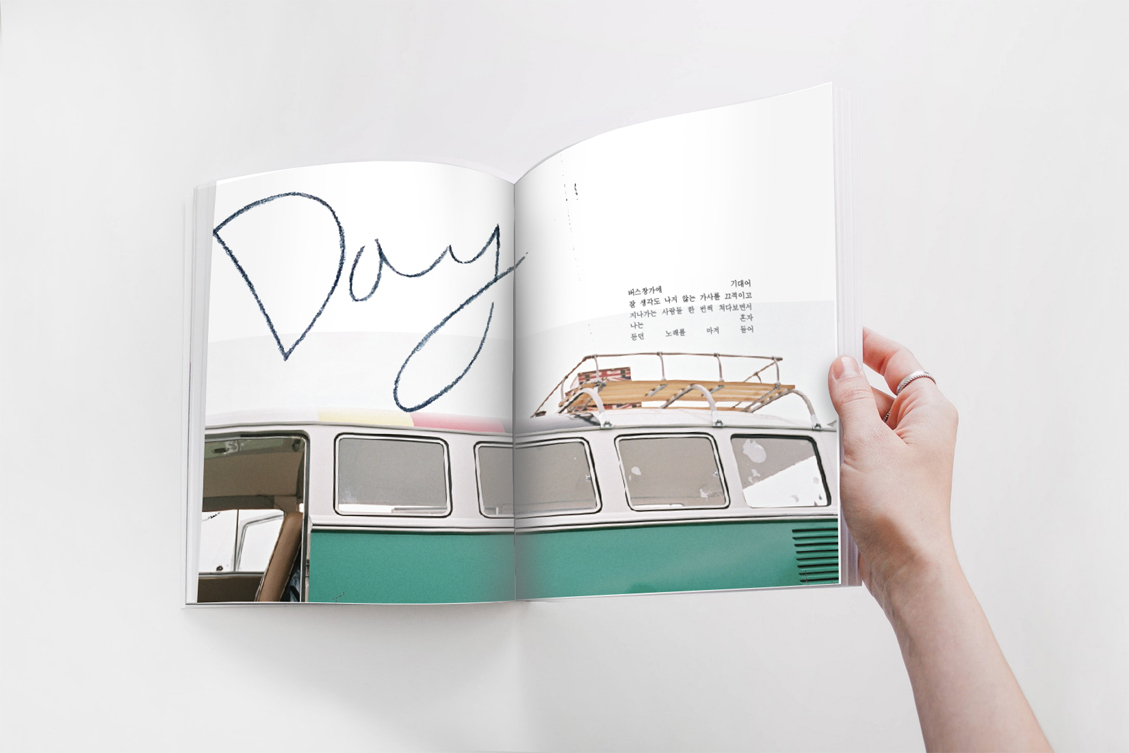 Day
버스창가에 기대어
잘 생각도 나지 않는 가사를 끄적이고
지나가는 사람들 한 번씩 쳐다보면서
나는 혼자
듣던 노래를 마저 들어